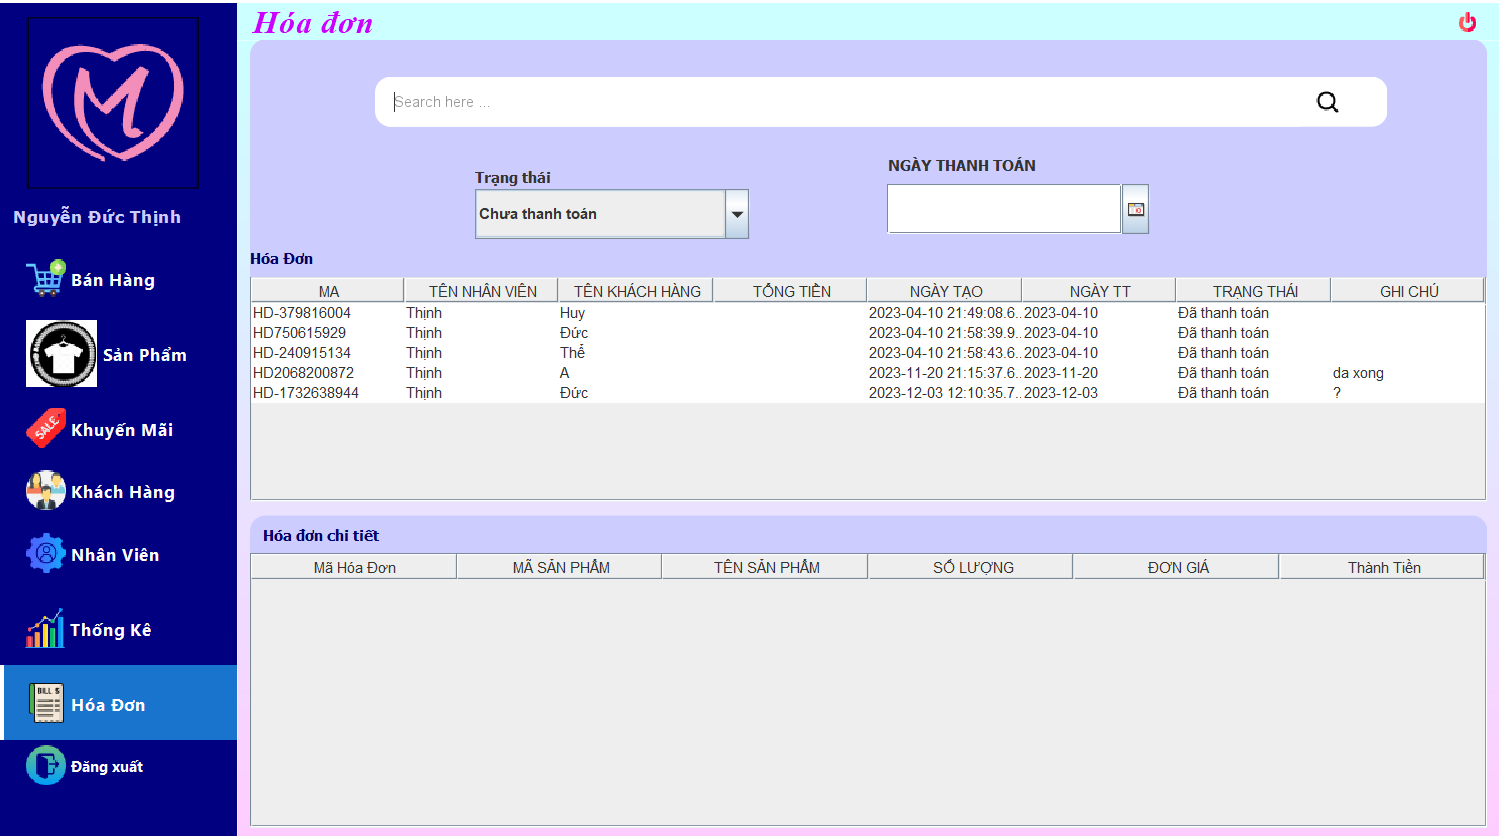 Hóa đơn
M
Nguyễn Đức Thịnh
Bán Hàng
Sản Phẩm
SALE
Khuyến Mãi
Khách Hàng
Nhân Viên
Thống Kê
BILL $
Hóa Đơn
Đăng xuất
Search here ...
Trạng thái
Chưa thanh toán
NGÀY THANH TOÁN
Hóa Đơn
MA TÊN NHÂN VIÊN TÊN KHÁCH HÀNG TỔNG TIỀN NGÀY TẠO NGÀY TT TRẠNG THÁI GHI CHÚ
HD-379816004 Thịnh Huy 2023-04-10 21:49:08.6... 2023-04-10 Đã thanh toán
HD750615929 Thịnh Đức 2023-04-10 21:58:39.9... 2023-04-10 Đã thanh toán
HD-240915134 Thịnh Thể 2023-04-10 21:58:43.6... 2023-04-10 Đã thanh toán
HD2068200872 Thịnh A 2023-11-20 21:15:37.6... 2023-11-20 Đã thanh toán da xong
HD-1732638944 Thịnh Đức 2023-12-03 12:10:35.7... 2023-12-03 Đã thanh toán ?
Hóa đơn chi tiết
Mã Hóa Đơn MÃ SẢN PHẨM TÊN SẢN PHẨM SỐ LƯỢNG ĐƠN GIÁ Thành Tiền